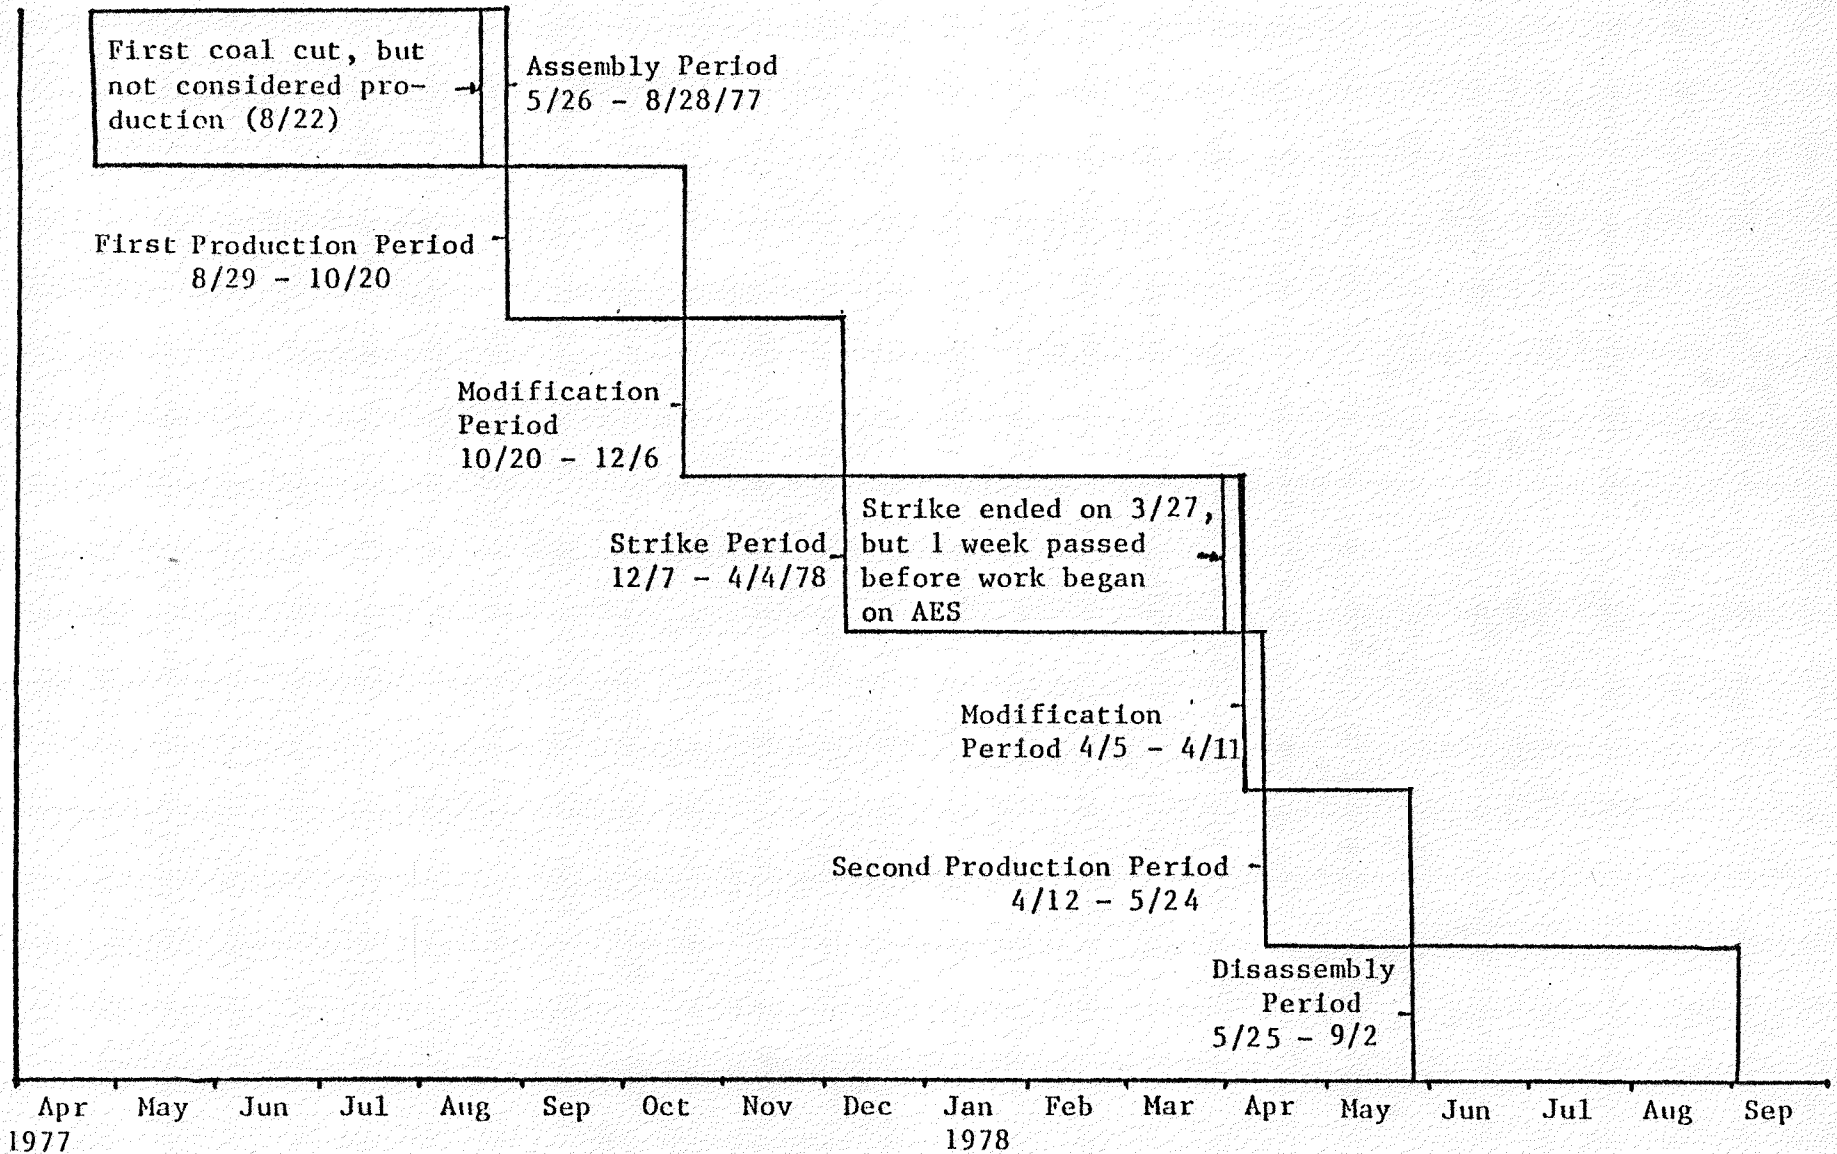 First coal cut, but
not considered pro-
duction (8/22)
Assembly Period
5/26 - 8/28/77
First Production Period
8/29 - 10/20
Modification
Period
10/20 - 12/6
Strike Period
12/7 - 4/4/78
Strike ended on 3/27,
but 1 week passed
before work began
on AES
Modification
Period 4/5 - 4/11
Second Production Period
4/12 - 5/24
Disassembly
Period
5/25 - 9/2
Apr May Jun Jul Aug Sep Oct Nov Dec Jan Feb Mar Apr May Jun Jul Aug Sep
1977 1978